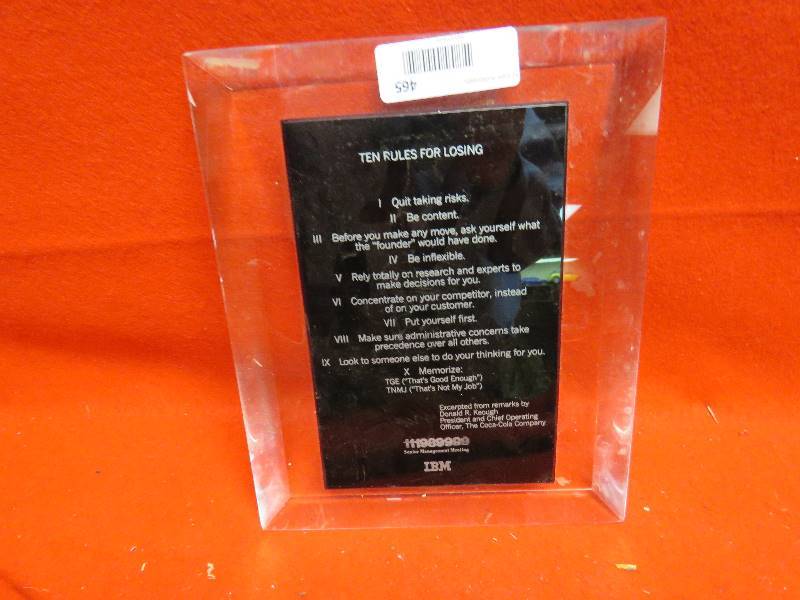 465
TEN RULES FOR LOSING
I Quit taking risks.
II Be content.
III Before you make any move, ask yourself what
the "founder" would have done.
IV Be inflexible.
V Rely totally on research and experts to
make decisions for you.
VI Concentrate on your competitor, instead
of on your customer.
VII Put yourself first.
VIII Make sure administrative concerns take
precedence over all others.
IX Look to someone else to do your thinking for you.
X Memorize:
TGE ("That's Good Enough")
TNMJ ("That's Not My Job")
Excerpted from remarks by
Donald R. Keough
President and Chief Operating
Officer, The Coca-Cola Company
111989999
Senior Management Meeting
IBM